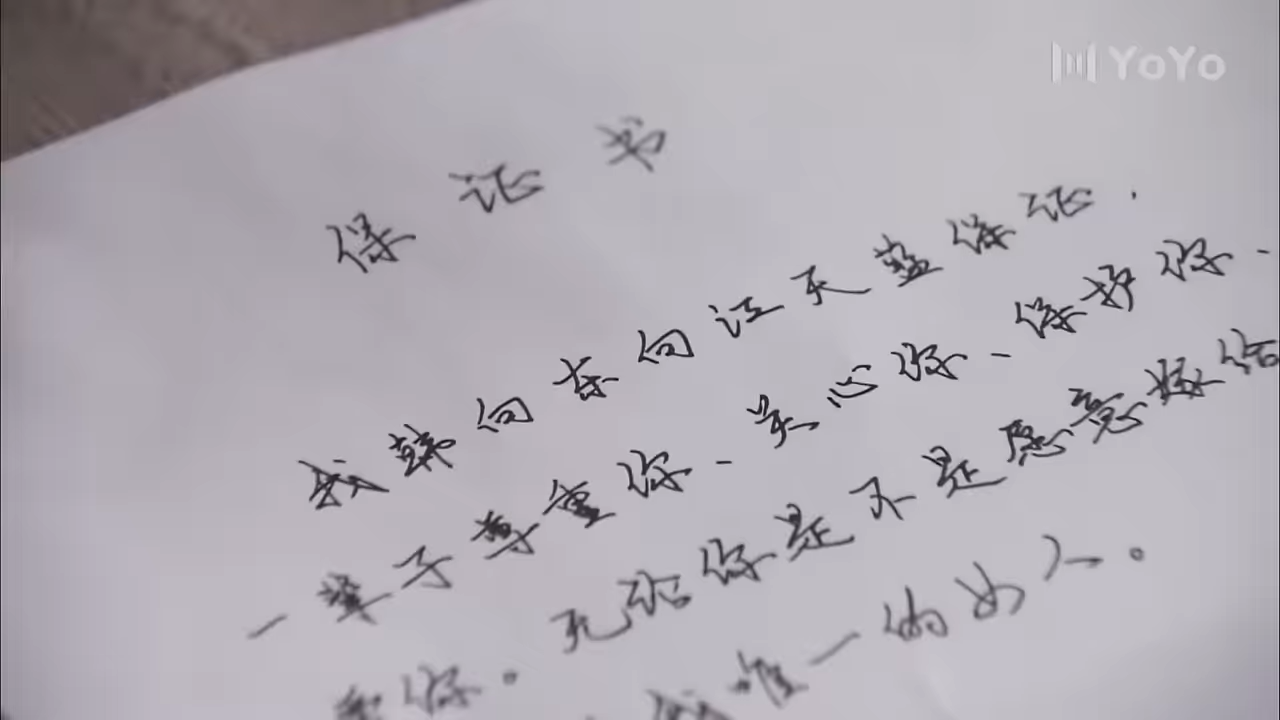 YoYo
保证书
我韩向东向江天蓝保证.
一辈子尊重你、关心你、保护你、
你。无论你是不是愿意嫁给
我唯一的女人。